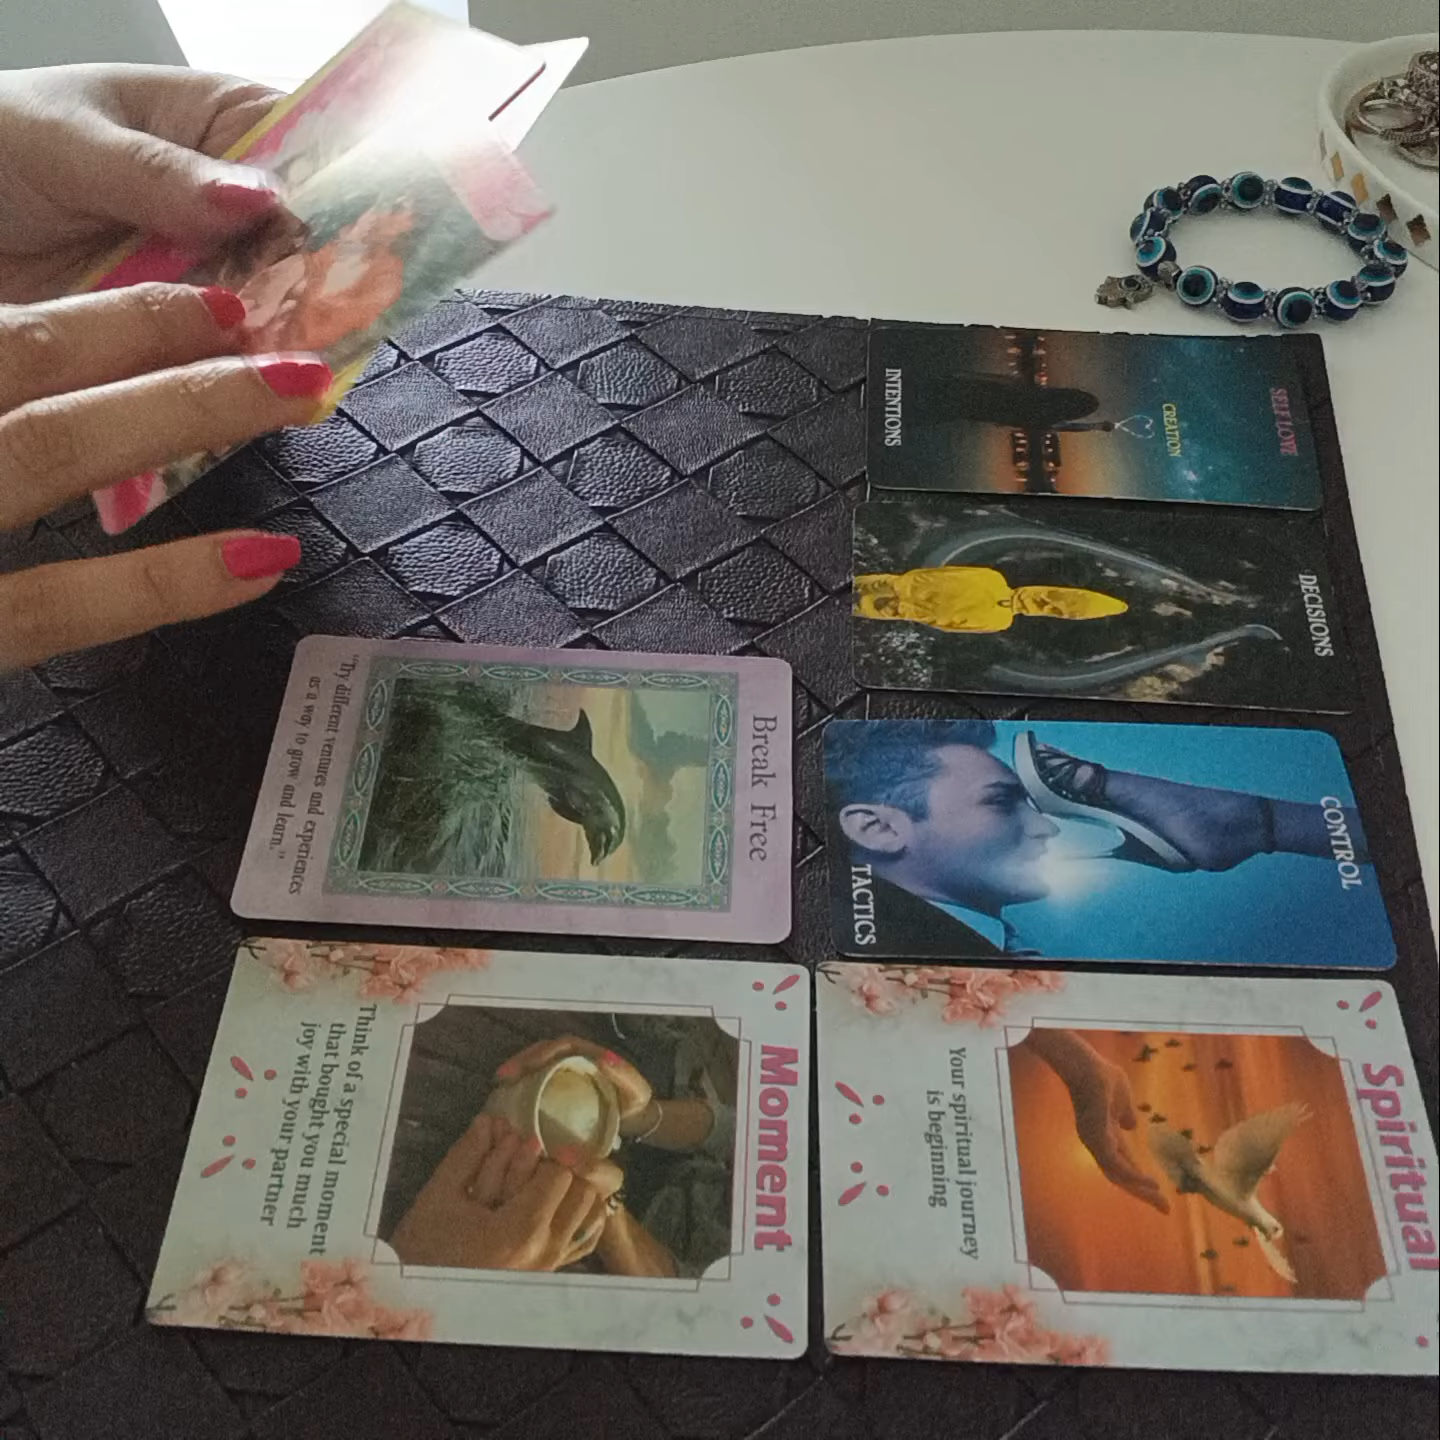 INTENTIONS
CREATION
SELF LOVE
DECISIONS
CONTROL
TACTICS
Break Free
"Try different ventures and experiences
as a way to grow and learn."
Moment
Think of a special moment
that bought you much
joy with your partner
Spiritual
Your spiritual journey
is beginning